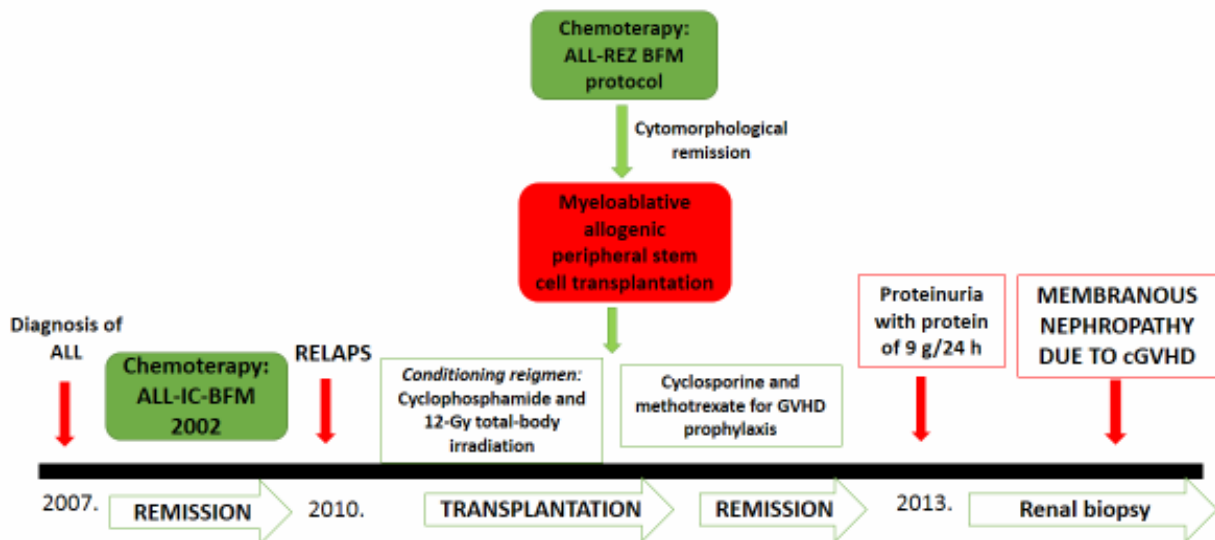 Chemoterapy:
ALL-REZ BFM
protocol
Cytomorphological
remission
Myeloablative
allogenic
peripheral stem
cell transplantation
Diagnosis of
ALL
Chemoterapy:
ALL-IC-BFM
2002
RELAPS
Conditioning reigmen:
Cyclophosphamide and
12-Gy total-body
irradiation
Cyclosporine and
methotrexate for GVHD
prophylaxis
Proteinuria
with protein
of 9 g/24 h
MEMBRANOUS
NEPHROPATHY
DUE TO cGVHD
2007.
REMISSION
2010.
TRANSPLANTATION
REMISSION
2013.
Renal biopsy